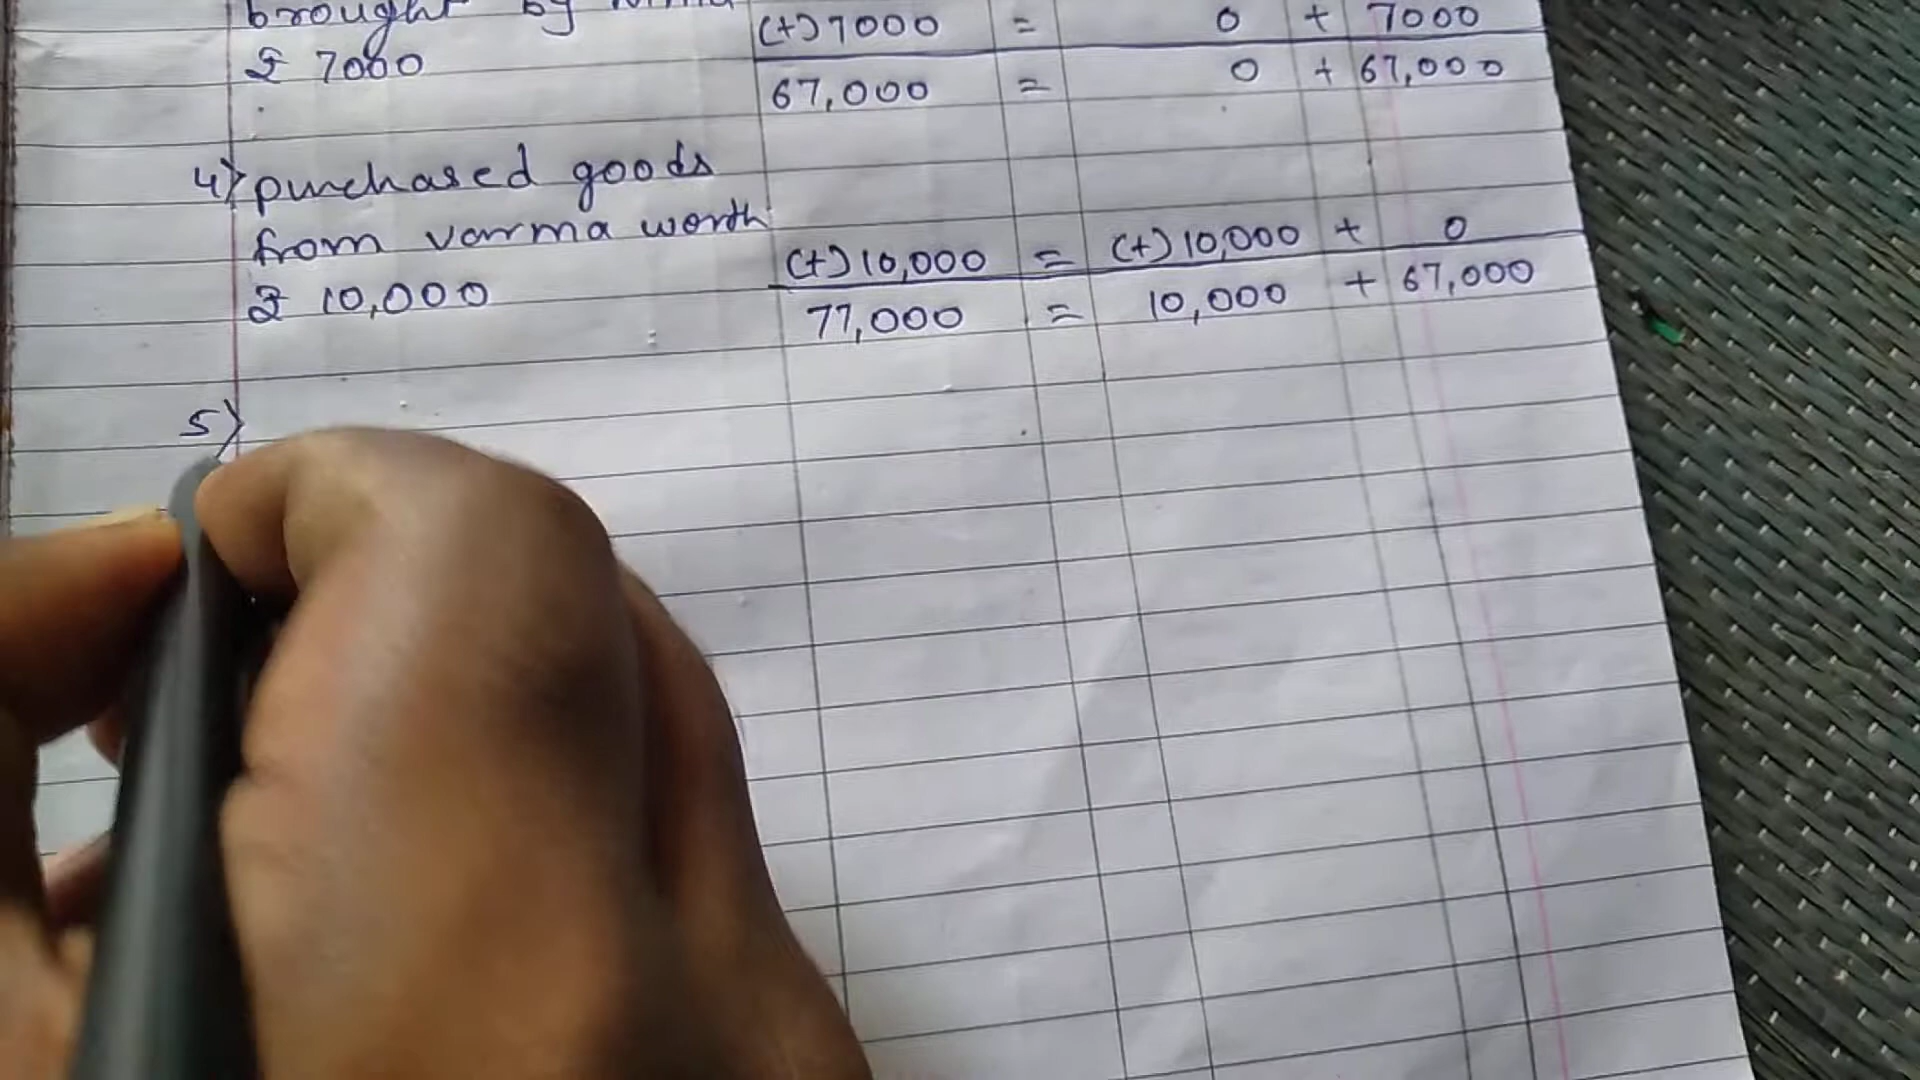 brought by
₹ 7000
(+) 7000 = 0 + 7000
67,000 = 0 + 67,000
4) purchased goods
from varma worth
₹ 10,000
(+) 10,000 = (+) 10,000 + 0
77,000 = 10,000 + 67,000
5)